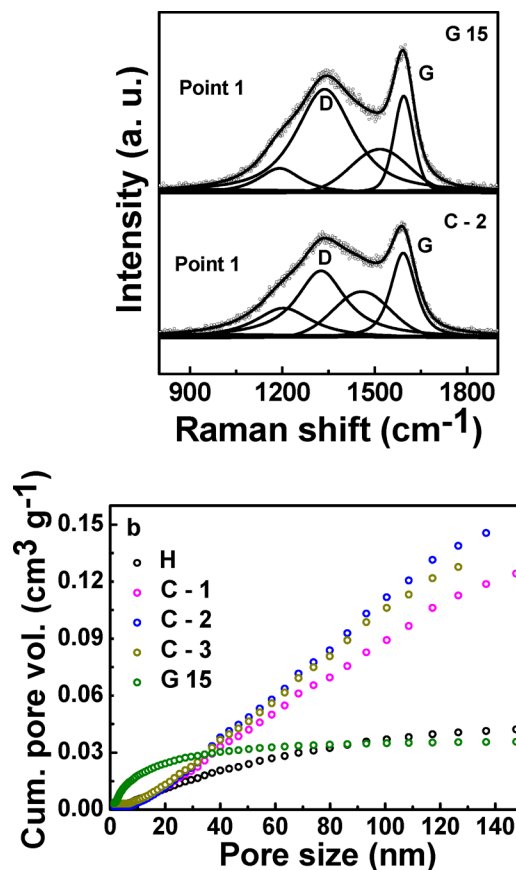 G 15
Point 1
D
G
C - 2
Point 1
D
G
Intensity (a. u.)
800 1200 1500 1800
Raman shift (cm-1)
b
H
C - 1
C - 2
C - 3
G 15
0.15
0.12
0.09
0.06
0.03
0.00
Cum. pore vol. (cm3 g-1)
0 20 40 60 80 100 120 140
Pore size (nm)